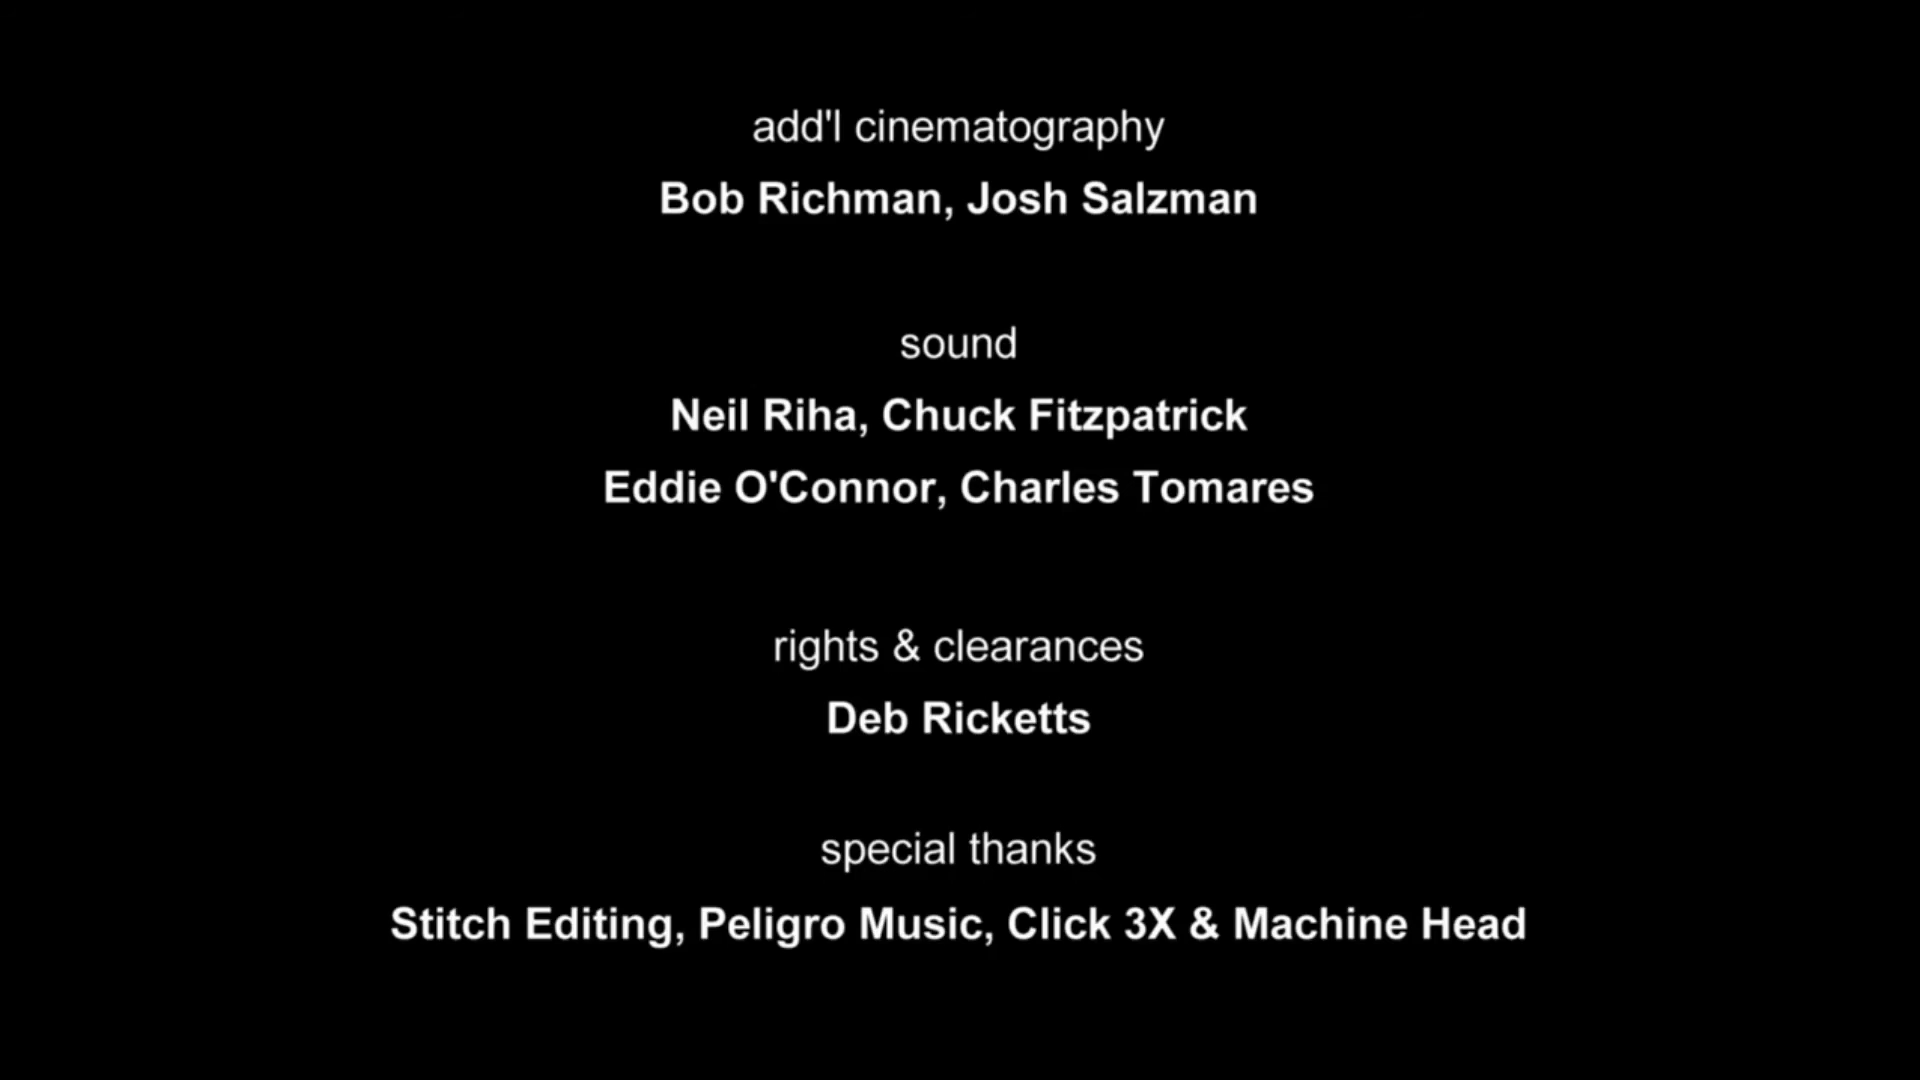 add'l cinematography
Bob Richman, Josh Salzman
sound
Neil Riha, Chuck Fitzpatrick
Eddie O'Connor, Charles Tomares
rights & clearances
Deb Ricketts
special thanks
Stitch Editing, Peligro Music, Click 3X & Machine Head